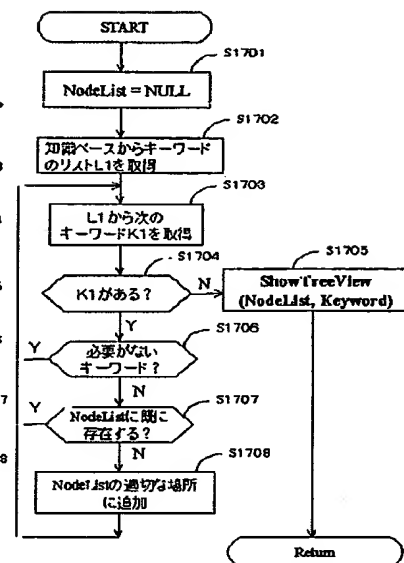 START
S1701
NodeList = NULL
S1702
知識ベースからキーワード
のリストL1を取得
S1703
L1から次の
キーワードK1を取得
S1704
K1がある?
N
S1705
ShowTreeView
(NodeList, Keyword)
Y
S1706
必要がない
キーワード?
Y
N
S1707
NodeListに既に
存在する?
Y
N
S1708
NodeListの適切な場所
に追加
Return